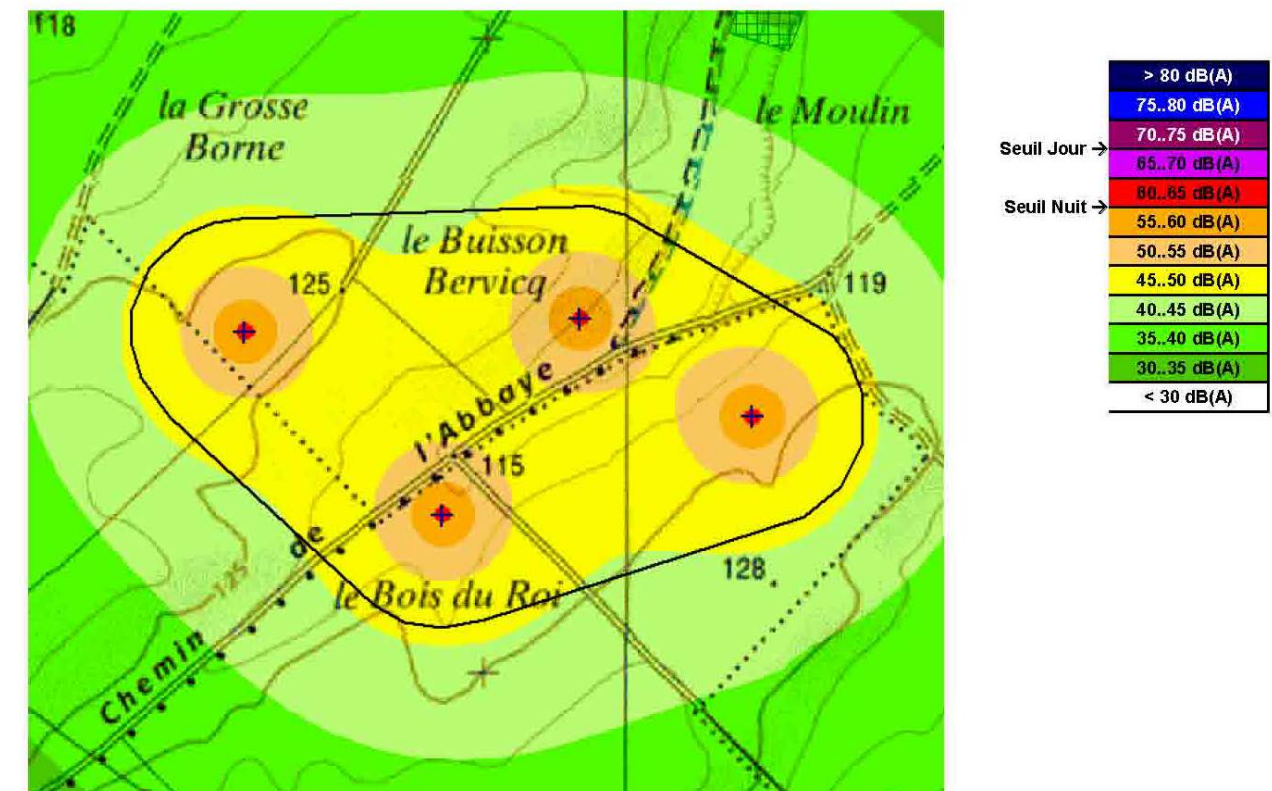 f18
la Grosse
Borne
le Moulin
le Buisson
Bervicq
125
119
l'Abbaye
115
de
le Bois du Roi
128
125
Chemin
> 80 dB(A)
75..80 dB(A)
Seuil Jour → 70..75 dB(A)
65..70 dB(A)
Seuil Nuit → 60..65 dB(A)
55..60 dB(A)
50..55 dB(A)
45..50 dB(A)
40..45 dB(A)
35..40 dB(A)
30..35 dB(A)
< 30 dB(A)